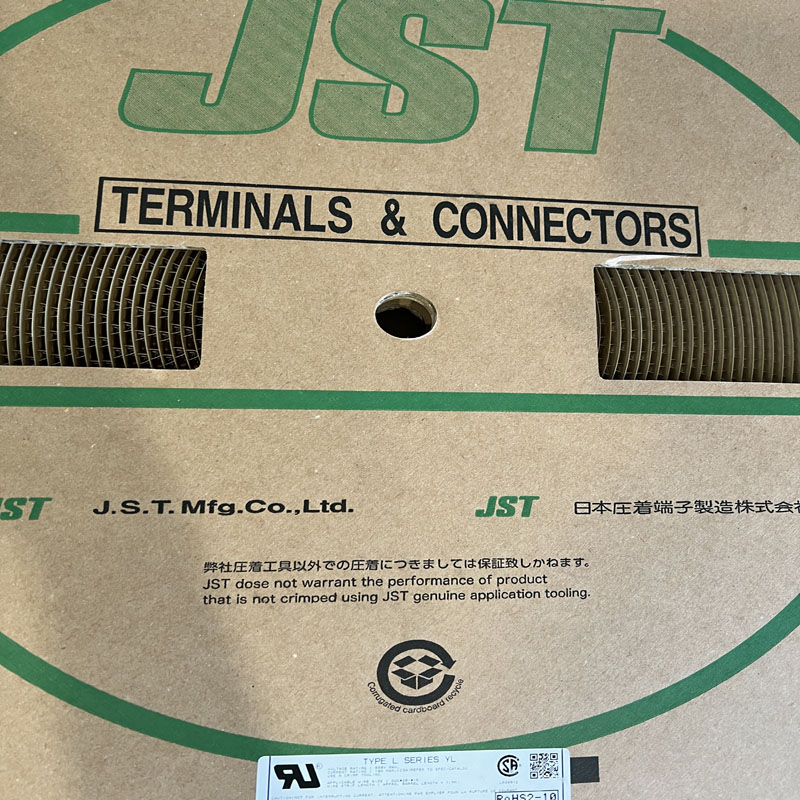 JST
TERMINALS & CONNECTORS
JST J.S.T.Mfg.Co.,Ltd. JST 日本圧着端子製造株式会
弊社圧着工具以外での圧着につきましては保証致しかねます。
JST dose not warrant the performance of product
that is not crimped using JST genuine application tooling.
Corrugated cardboard recycle
TYPE L SERIES YL
RoHS2-10